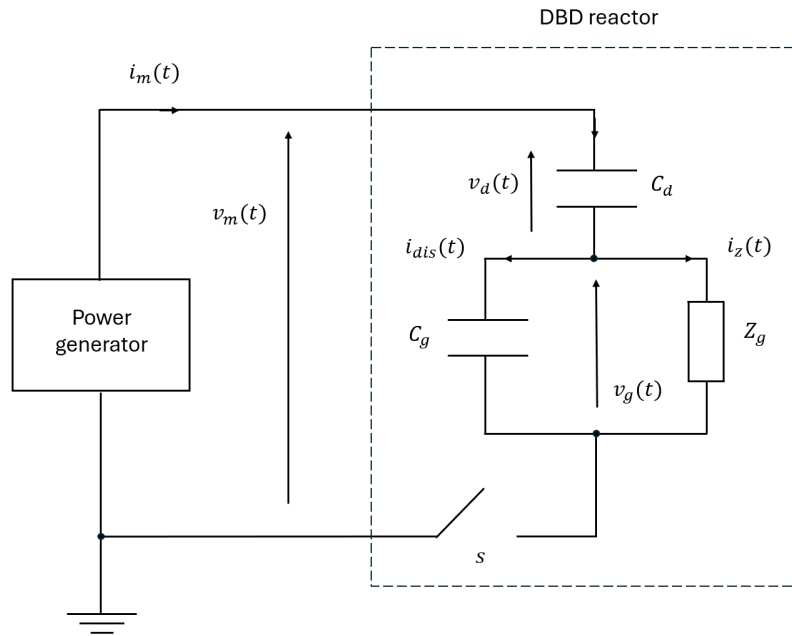 DBD reactor
i_m(t)
v_d(t)
C_d
v_m(t)
i_dis(t)
i_z(t)
Power
generator
C_g
Z_g
v_g(t)
s